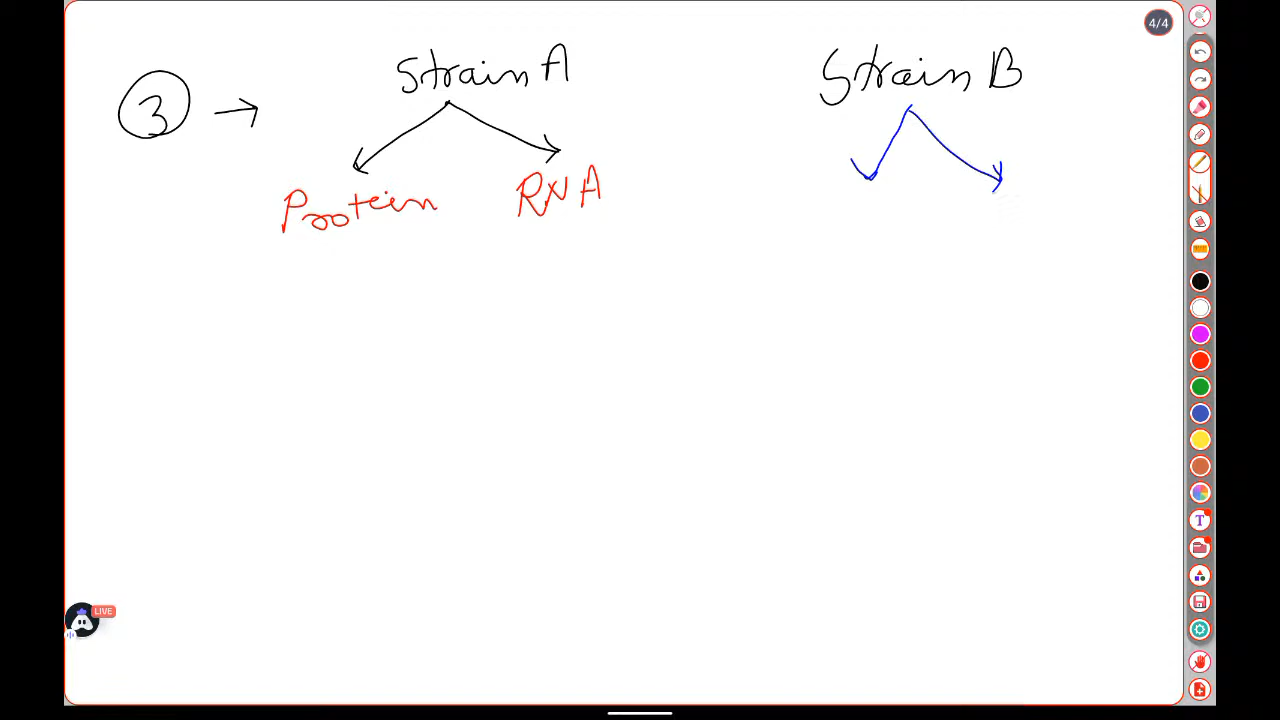 4/4
3 → Strain A Strain B
Protein RNA
T
LIVE